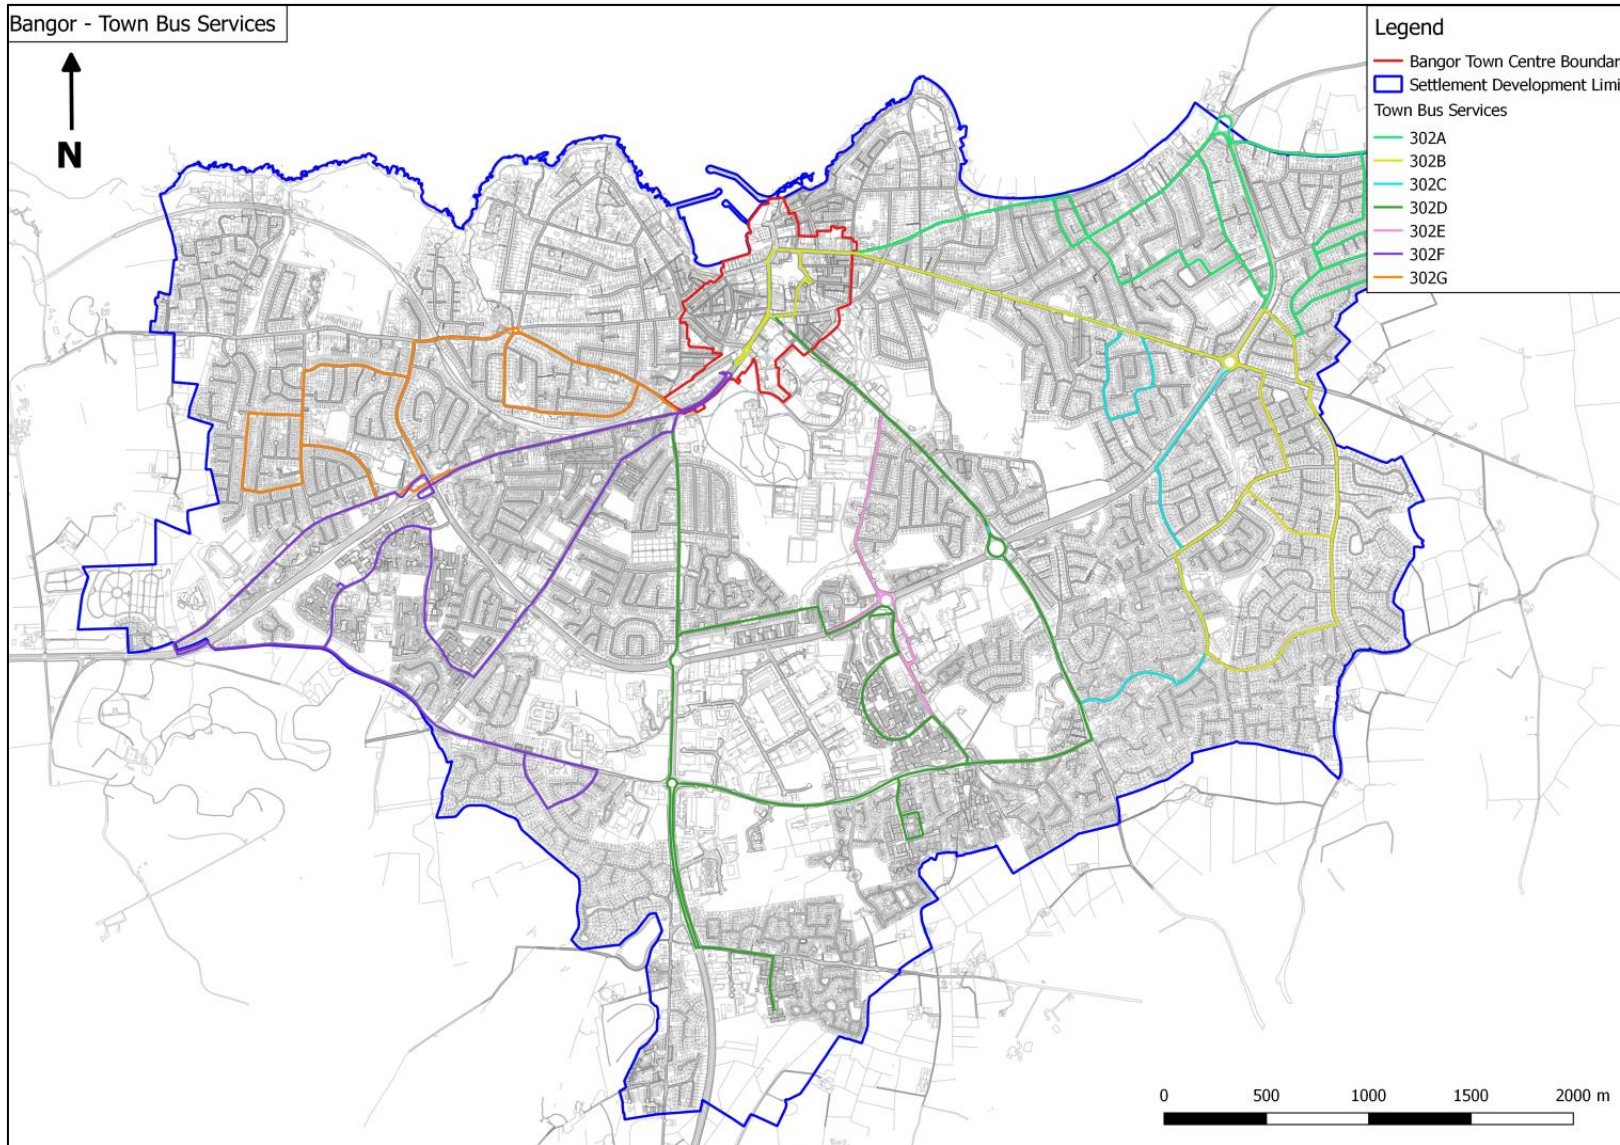 Bangor - Town Bus Services
N
Legend
Bangor Town Centre Boundar
Settlement Development Limi
Town Bus Services
302A
302B
302C
302D
302E
302F
302G
0 500 1000 1500 2000 m